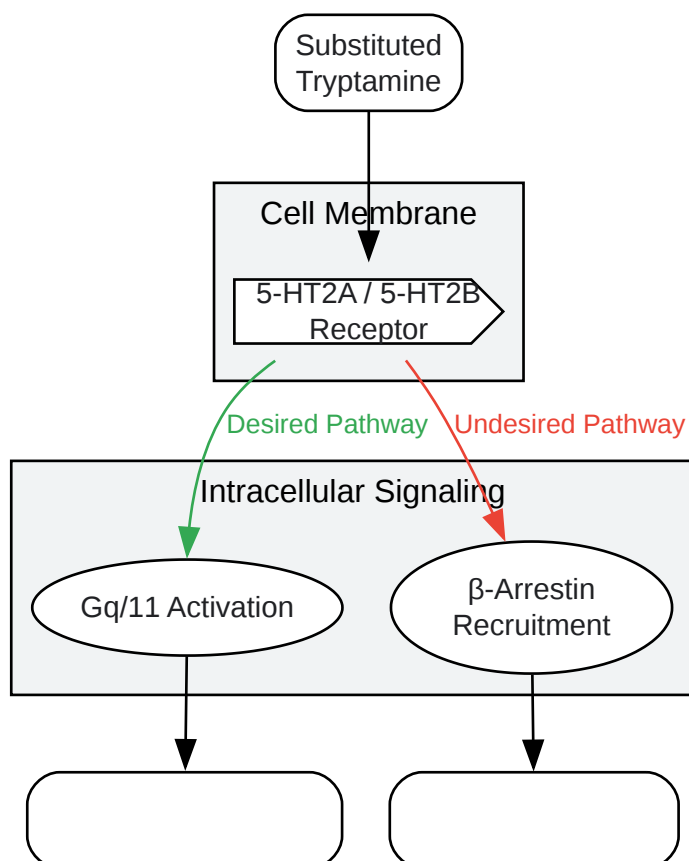 Substituted
Tryptamine
Cell Membrane
5-HT2A / 5-HT2B
Receptor
Desired Pathway
Undesired Pathway
Intracellular Signaling
Gq/11 Activation
β-Arrestin
Recruitment